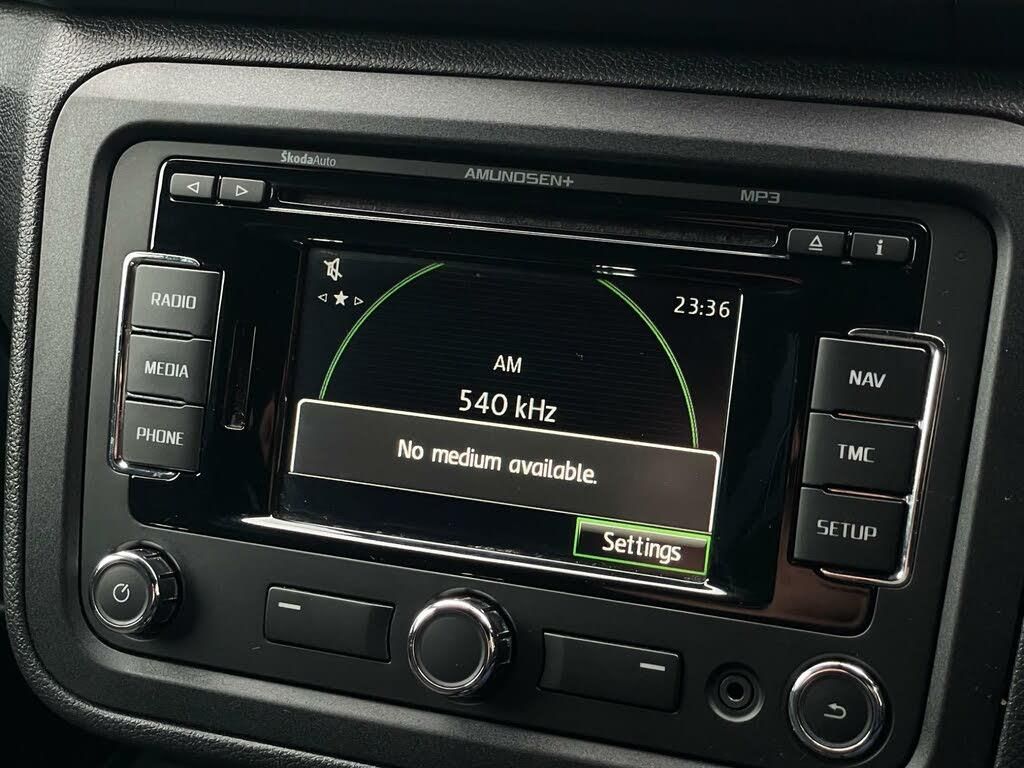 ŠkodaAuto
AMUNDSEN+
MP3
i
RADIO
MEDIA
PHONE
23:36
AM
540 kHz
No medium available.
Settings
NAV
TMC
SETUP